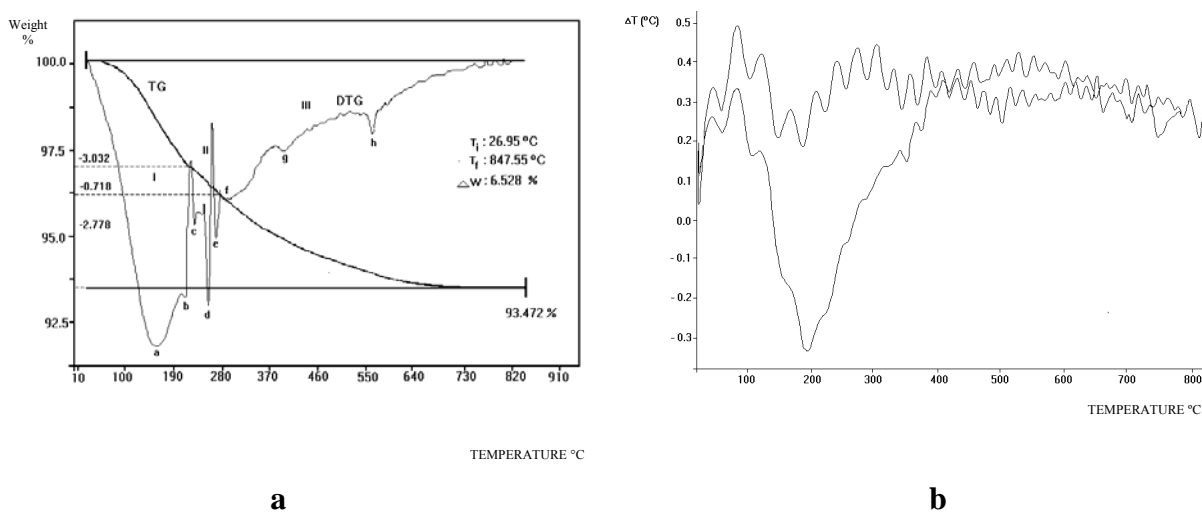 Weight
%
100.0
97.5
95.0
92.5
-3.032
-0.718
-2.778
TG
I
II
III
DTG
a
b
c
d
e
f
g
h
Ti : 26.95 ºC
Tf : 847.55 ºC
△W : 6.528 %
93.472 %
10 100 190 280 370 460 550 640 730 820 910
TEMPERATURE °C
a
ΔT (ºC)
0.5
0.4
0.3
0.2
0.1
0.0
- 0.1
- 0.2
- 0.3
100 200 300 400 500 600 700 800
TEMPERATURE ºC
b